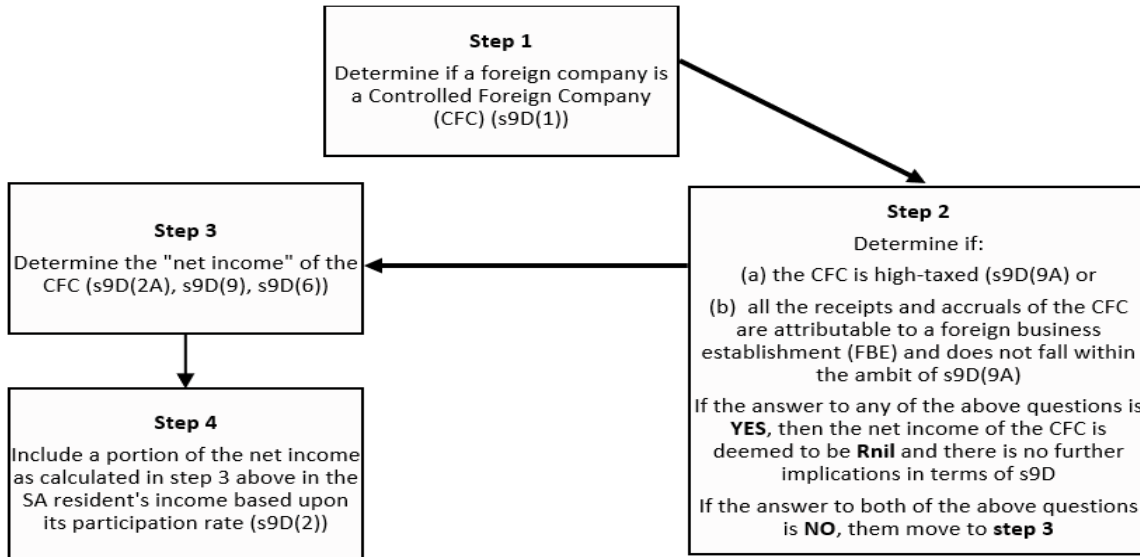 Step 1
Determine if a foreign company is
a Controlled Foreign Company
(CFC) (s9D(1))
Step 2
Determine if:
(a) the CFC is high-taxed (s9D(9A) or
(b) all the receipts and accruals of the CFC
are attributable to a foreign business
establishment (FBE) and does not fall within
the ambit of s9D(9A)
If the answer to any of the above questions is
YES, then the net income of the CFC is
deemed to be Rnil and there is no further
implications in terms of s9D
If the answer to both of the above questions
is NO, them move to step 3
Step 3
Determine the "net income" of the
CFC (s9D(2A), s9D(9), s9D(6))
Step 4
Include a portion of the net income
as calculated in step 3 above in the
SA resident's income based upon
its participation rate (s9D(2))